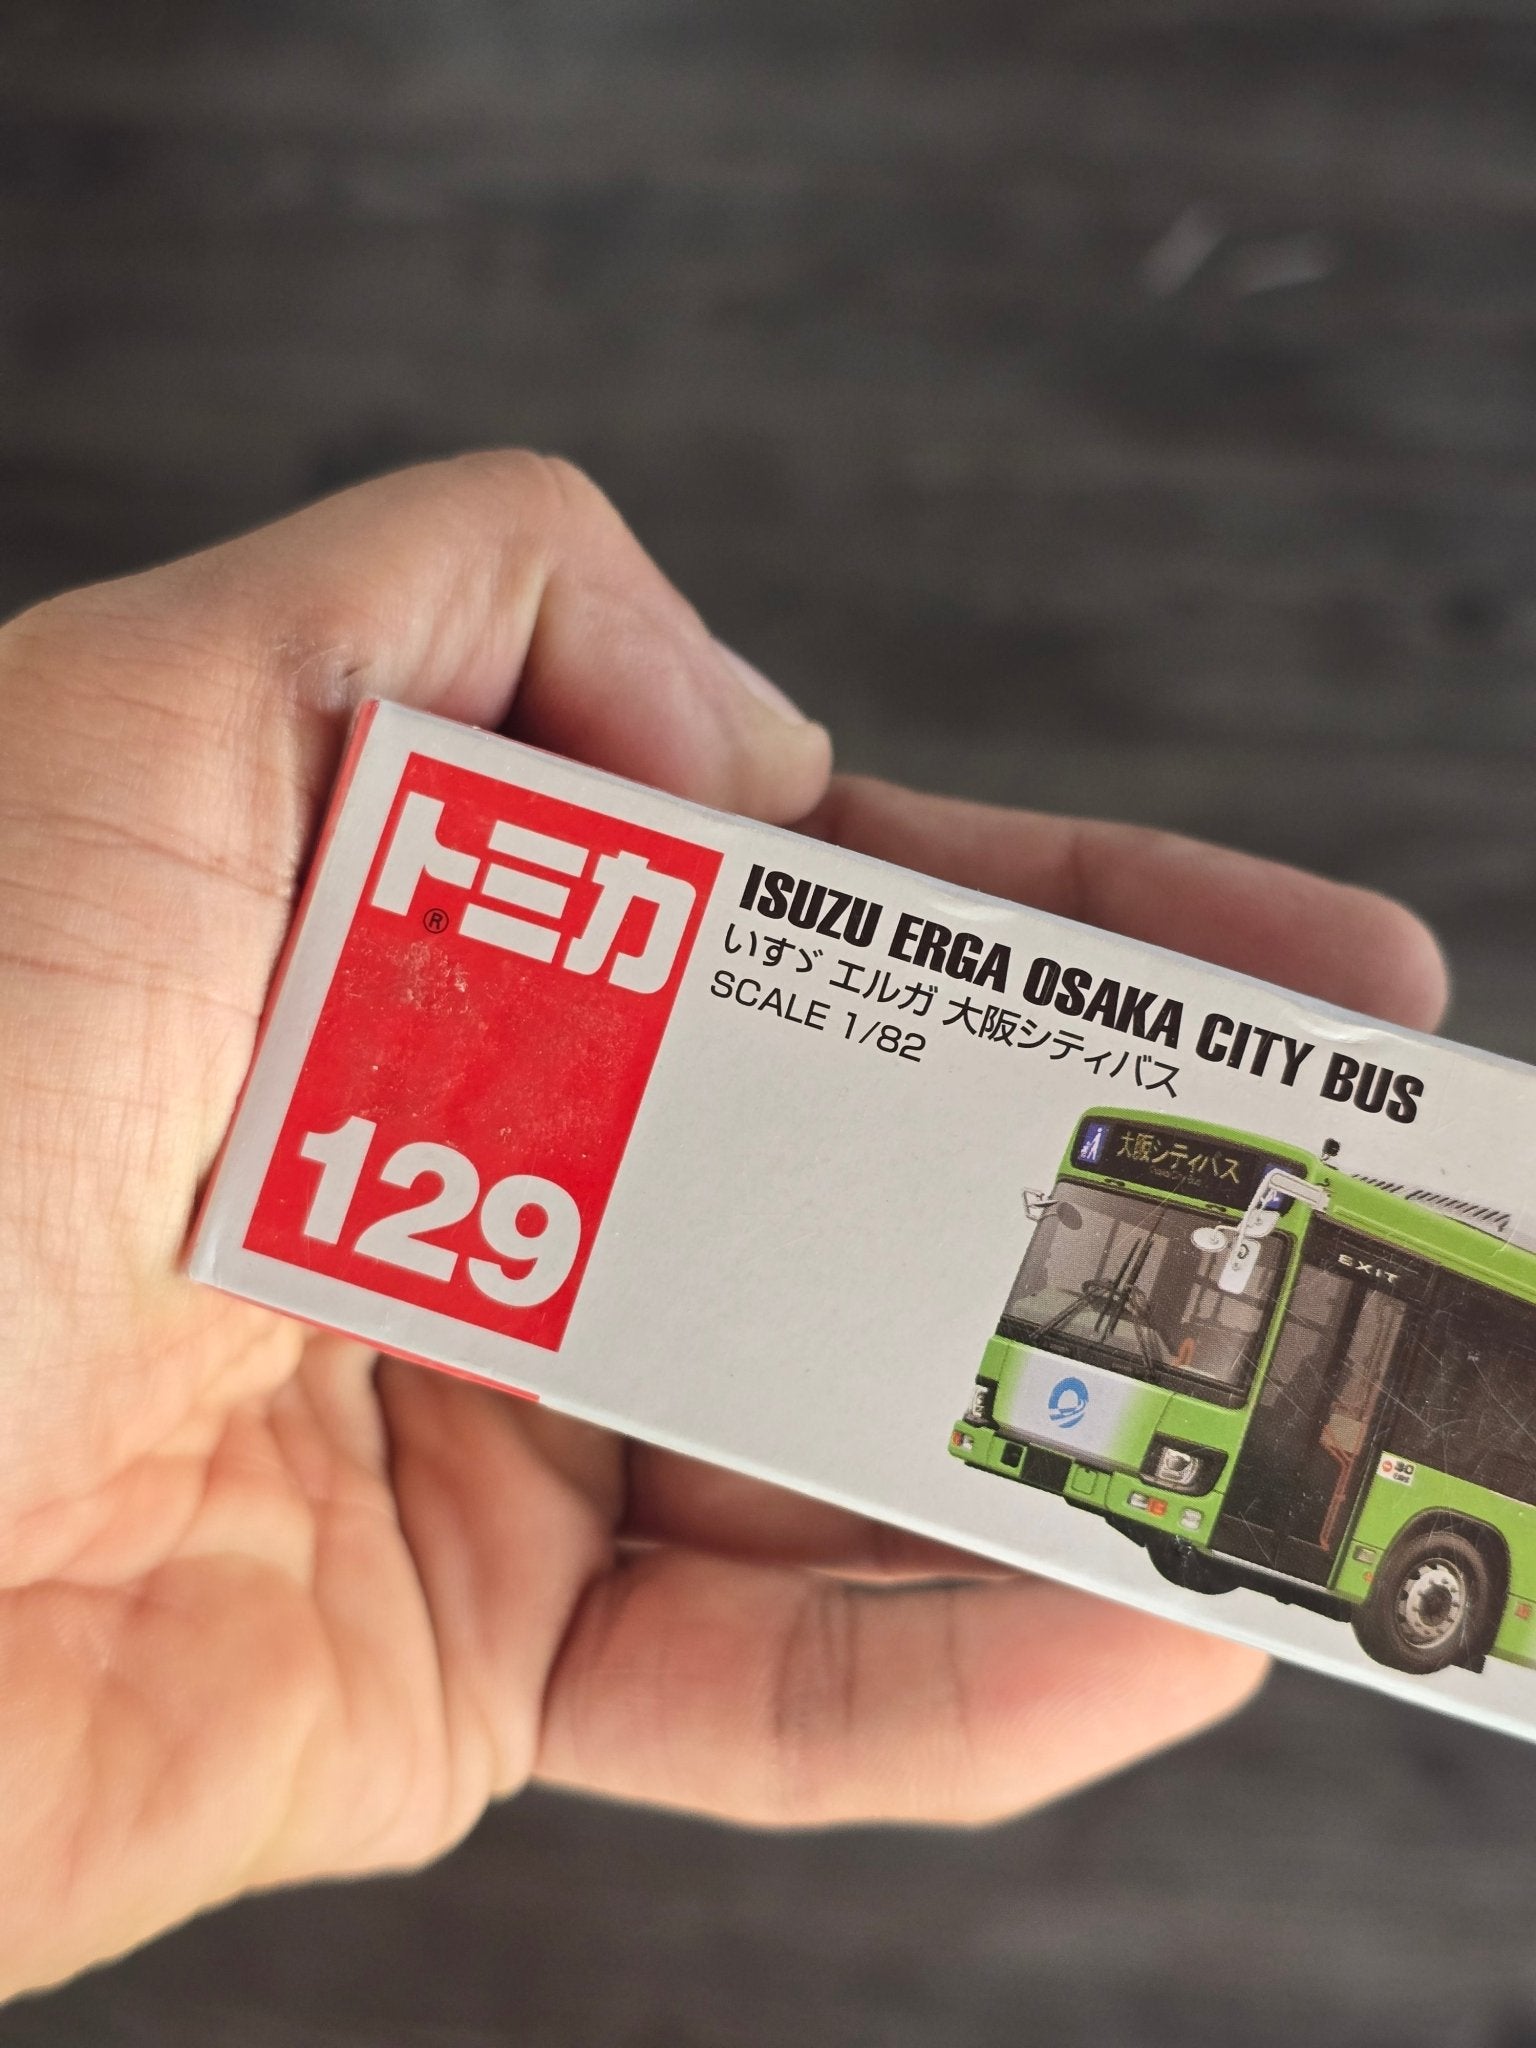 トミカ
®
129
ISUZU ERGA OSAKA CITY BUS
いすゞ エルガ 大阪シティバス
SCALE 1/82
大阪シティバス
EXIT